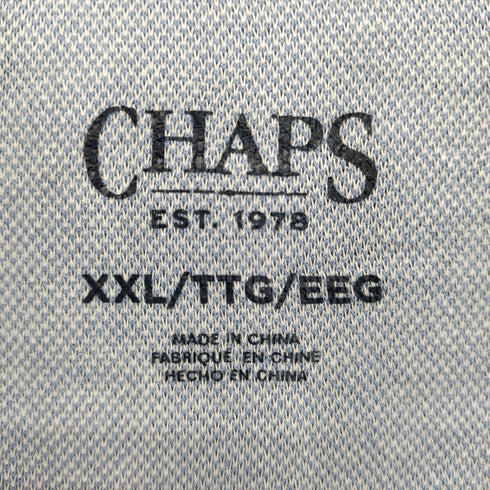 CHAPS
EST. 1978
XXL/TTG/EEG
MADE IN CHINA
FABRIQUÉ EN CHINE
HECHO EN CHINA